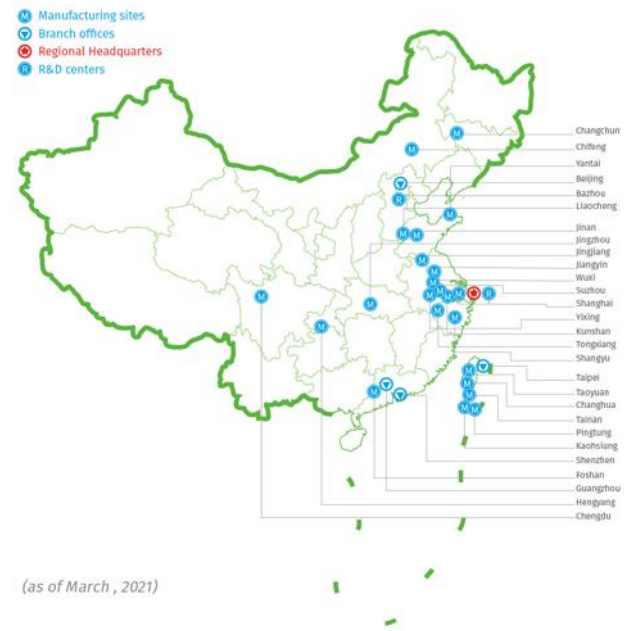 M Manufacturing sites
Branch offices
Regional Headquarters
R R&D centers
Changchun
Chifeng
Yantai
Beijing
Bazhou
Liaocheng
Jinan
Jingzhou
Jingjiang
Jiangyin
Wuxi
Suzhou
Shanghai
Yixing
Kunshan
Tongxiang
Shangyu
Taipei
Taoyuan
Changhua
Tainan
Pingtung
Kaohsiung
Shenzhen
Foshan
Guangzhou
Hengyang
Chengdu
M
M
R
M
M
M
M
M
M
M
M
M
M
R
M
M
M
M
M
M
M
M
M
M
M
(as of March , 2021)